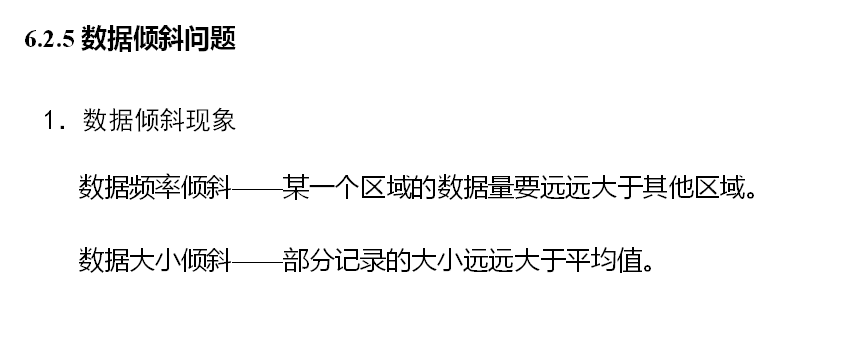 6.2.5 数据倾斜问题
1．数据倾斜现象
数据频率倾斜——某一个区域的数据量要远远大于其他区域。
数据大小倾斜——部分记录的大小远远大于平均值。